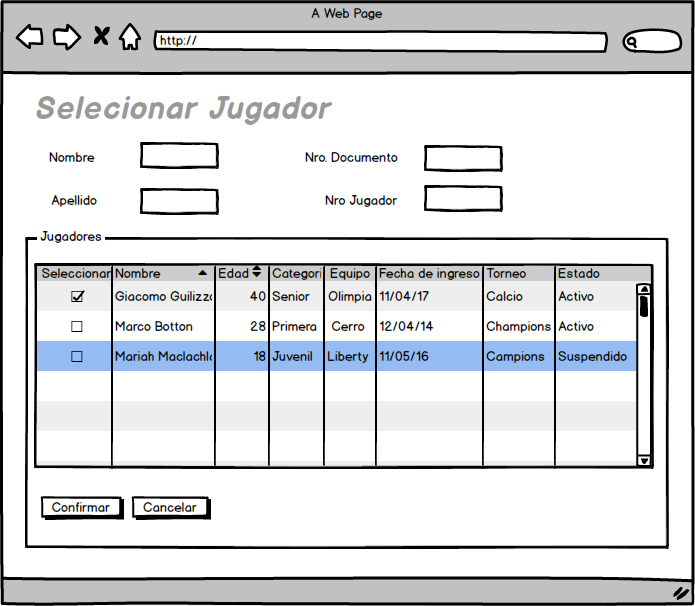 A Web Page
http://
Selecionar Jugador
Nombre Nro. Documento
Apellido Nro Jugador
Jugadores
Seleccionar Nombre Edad Categori Equipo Fecha de ingreso Torneo Estado
Giacomo Guilizzo 40 Senior Olimpia 11/04/17 Calcio Activo
Marco Botton 28 Primera Cerro 12/04/14 Champions Activo
Mariah Maclachla 18 Juvenil Liberty 11/05/16 Campions Suspendido
Confirmar Cancelar